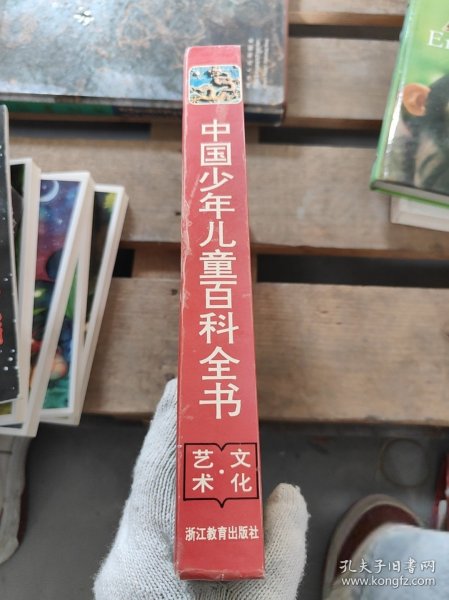 中国少年儿童百科全书
文化·艺术
浙江教育出版社
En
孔夫子旧书网
www.kongfz.com